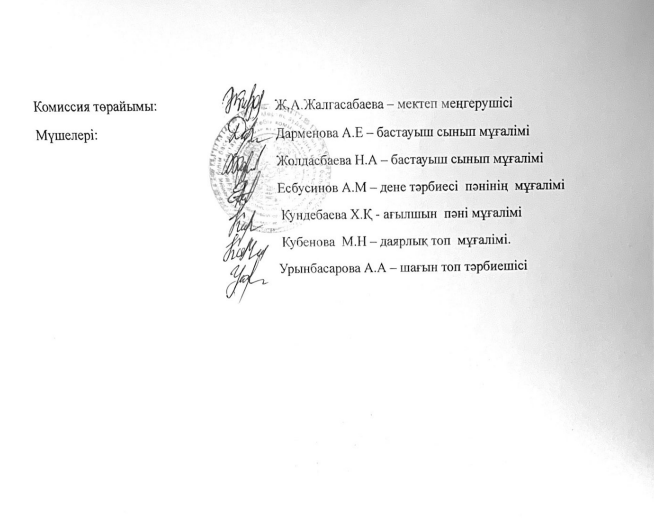 Комиссия төрайымы: Ж,А.Жалгасабаева – мектеп меңгерушісі
Мүшелері: Дарменова А.Е – бастауыш сынып мұғалімі
Жолдасбаева Н.А – бастауыш сынып мұғалімі
Есбусинов А.М – дене тәрбиесі пәнінің мұғалімі
Кундебаева Х.Қ - ағылшын пәні мұғалімі
Кубенова М.Н – даярлық топ мұғалімі.
Урынбасарова А.А – шағын топ тәрбиешісі